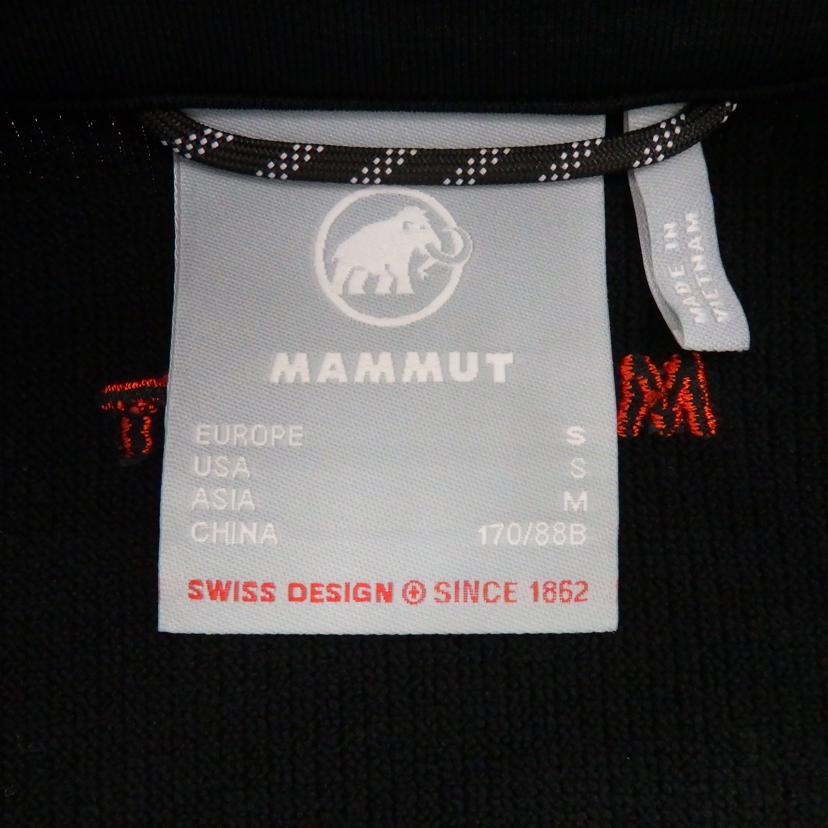 MAMMUT
EUROPE S
USA S
ASIA M
CHINA 170/88B
SWISS DESIGN SINCE 1862
MADE IN
VIETNAM